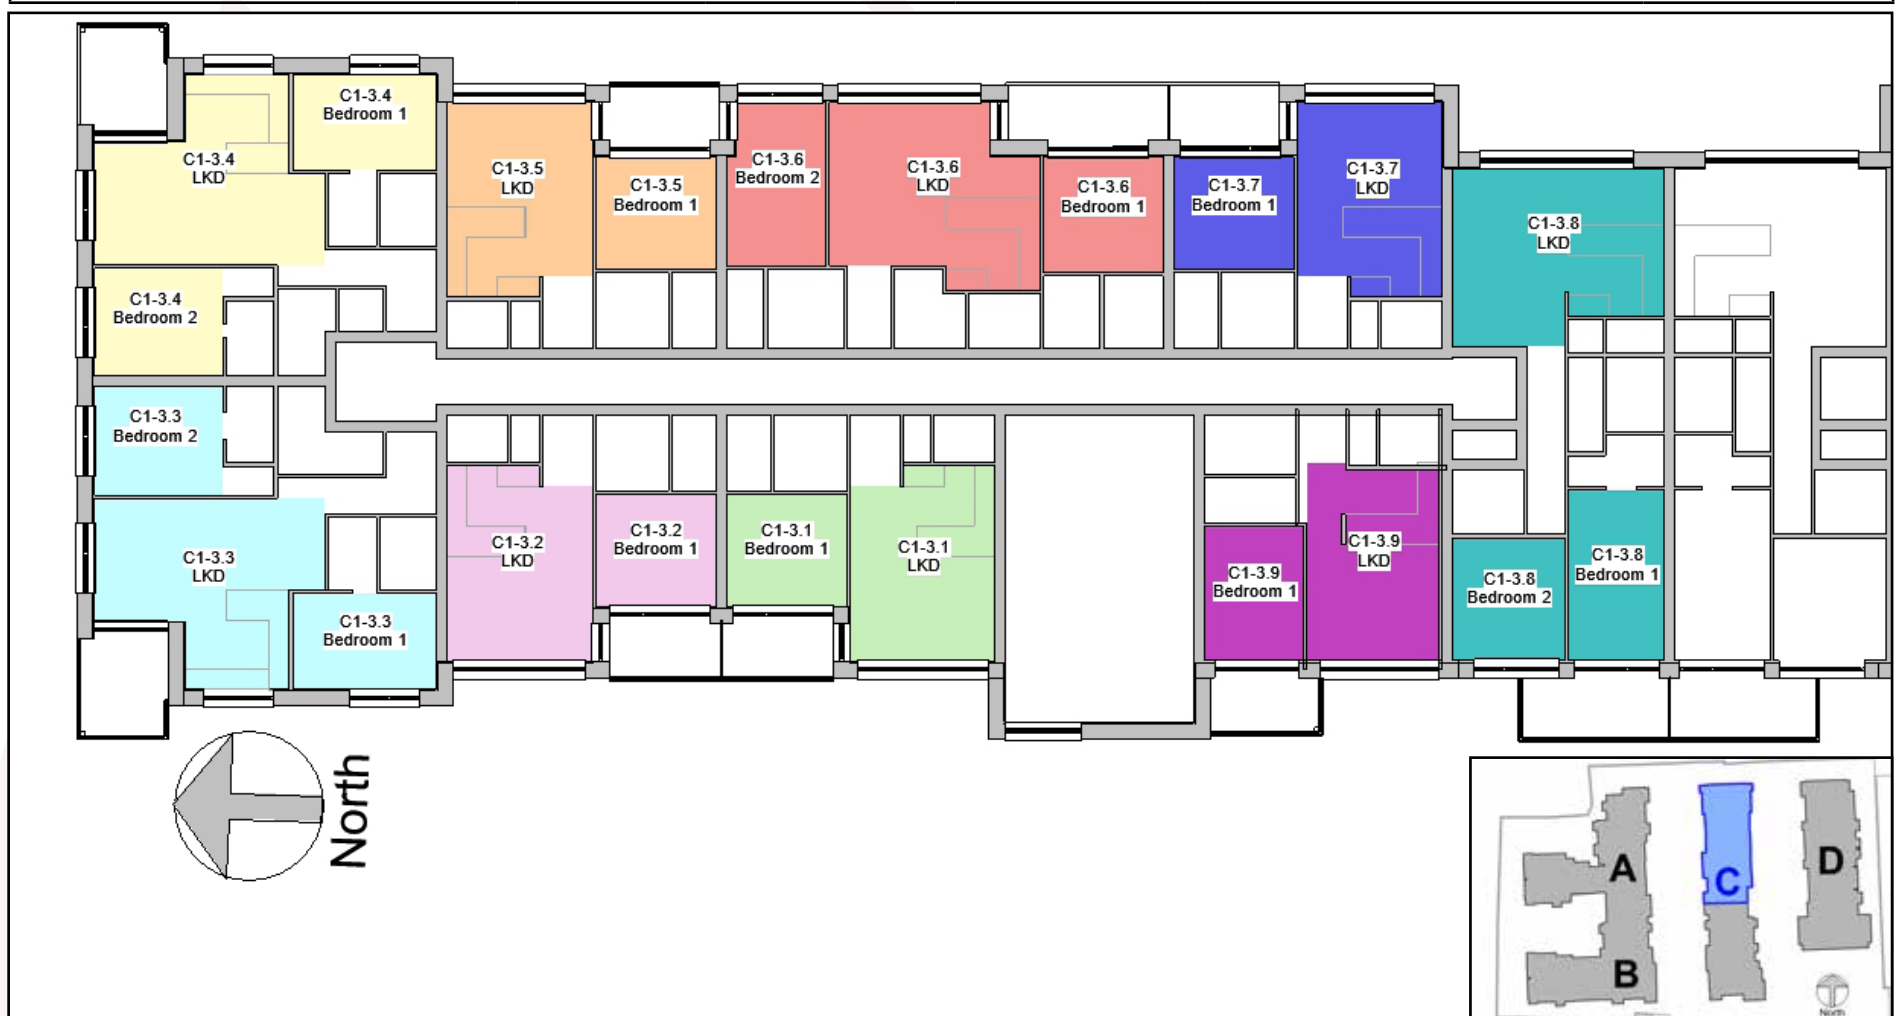 C1-3.4
Bedroom 1
C1-3.4
LKD
C1-3.5
LKD
C1-3.5
Bedroom 1
C1-3.6
Bedroom 2
C1-3.6
LKD
C1-3.6
Bedroom 1
C1-3.7
Bedroom 1
C1-3.7
LKD
C1-3.8
LKD
C1-3.4
Bedroom 2
C1-3.3
Bedroom 2
C1-3.3
LKD
C1-3.3
Bedroom 1
C1-3.2
LKD
C1-3.2
Bedroom 1
C1-3.1
Bedroom 1
C1-3.1
LKD
C1-3.9
Bedroom 1
C1-3.9
LKD
C1-3.8
Bedroom 2
C1-3.8
Bedroom 1
North
A
B
C
D
North